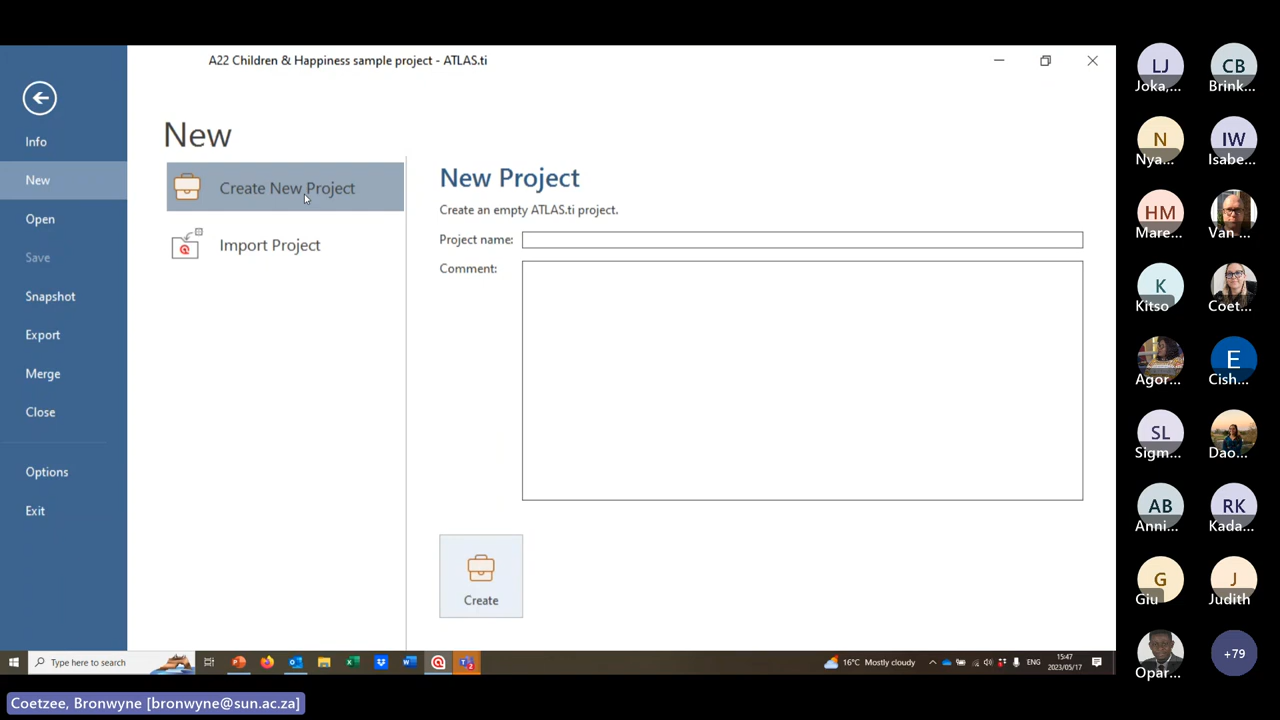 A22 Children & Happiness sample project - ATLAS.ti
Info
New
Open
Save
Snapshot
Export
Merge
Close
Options
Exit
New
Create New Project
Import Project
New Project
Create an empty ATLAS.ti project.
Project name:
Comment:
Create
LJ
Joka,...
CB
Brink...
N
Nya...
IW
Isabe...
HM
Mare...
Van ...
K
Kitso
Coet...
Agor...
E
Cish...
SL
Sigm...
Dao...
AB
Anni...
RK
Kada...
G
Giu
J
Judith
Opar...
+79
Type here to search
16°C Mostly cloudy
ENG
15:47
2023/05/17
Coetzee, Bronwyne [bronwyne@sun.ac.za]